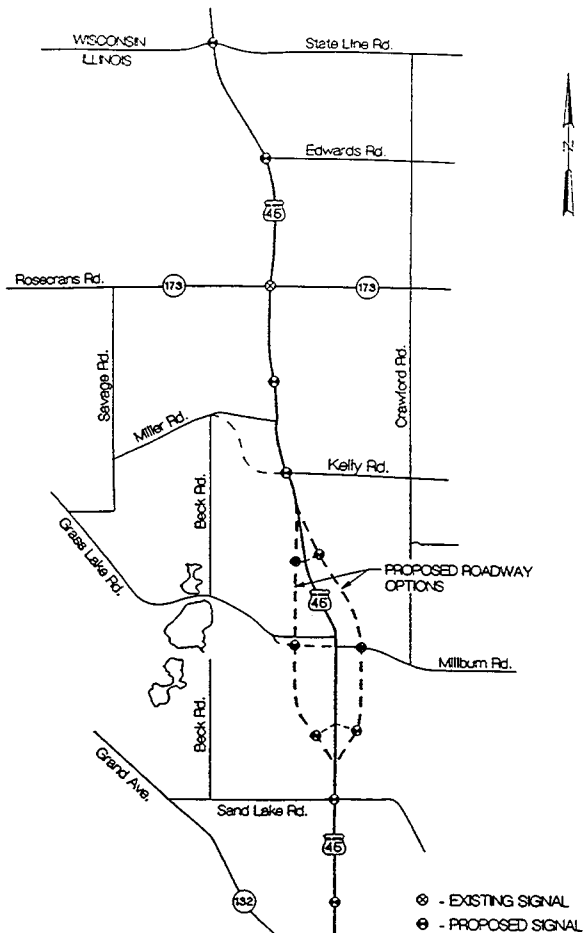 WISCONSIN
ILLINOIS
State Line Rd.
Edwards Rd.
N
45
Rosecrans Rd.
173
173
Savage Rd.
Crawford Rd.
Miller Rd.
Kelly Rd.
Beck Rd.
Grass Lake Rd.
PROPOSED ROADWAY
OPTIONS
45
Millburn Rd.
Beck Rd.
Grand Ave.
Sand Lake Rd.
45
132
- EXISTING SIGNAL
- PROPOSED SIGNAL